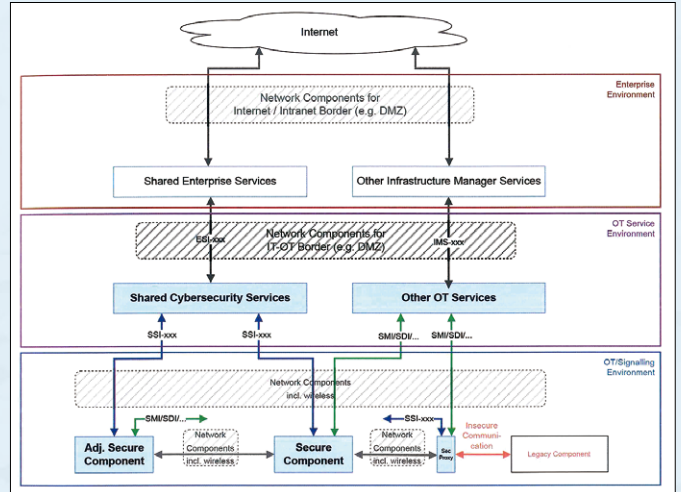 Internet
Enterprise
Environment
Network Components for
Internet / Intranet Border (e.g. DMZ)
Shared Enterprise Services
Other Infrastructure Manager Services
OT Service
Environment
Network Components for
IT-OT Border (e.g. DMZ)
ESI-xxx
IMS-xxx
Shared Cybersecurity Services
Other OT Services
SSI-xxx
SSI-xxx
SMI/SDI/...
SMI/SDI/...
OT/Signalling
Environment
Network Components
incl. wireless
SMI/SDI/...
SSI-xxx
Adj. Secure
Component
Network
Components
incl. wireless
Secure
Component
Network
Components
incl. wireless
Sec
Proxy
Insecure
Communi-
cation
Legacy Component